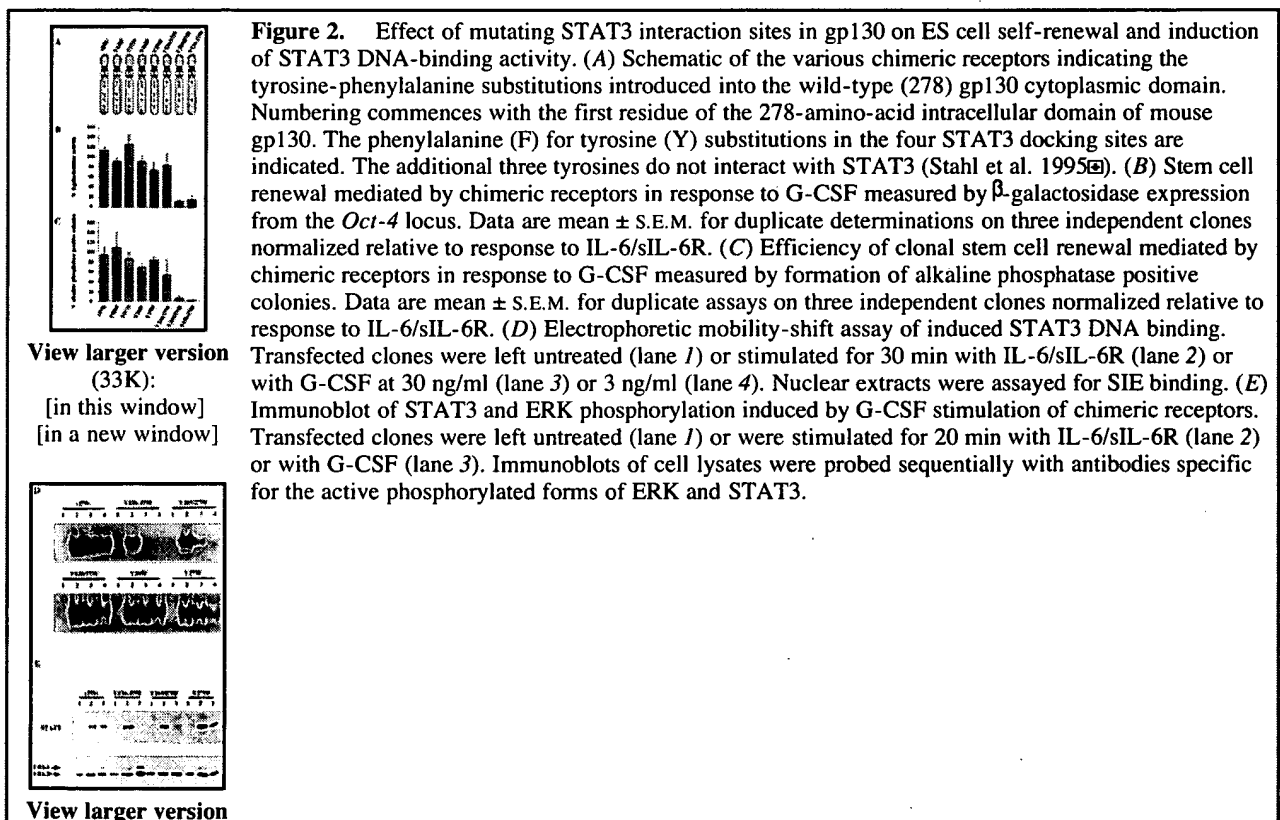 Figure 2. Effect of mutating STAT3 interaction sites in gp130 on ES cell self-renewal and induction
of STAT3 DNA-binding activity. (A) Schematic of the various chimeric receptors indicating the
tyrosine-phenylalanine substitutions introduced into the wild-type (278) gp130 cytoplasmic domain.
Numbering commences with the first residue of the 278-amino-acid intracellular domain of mouse
gp130. The phenylalanine (F) for tyrosine (Y) substitutions in the four STAT3 docking sites are
indicated. The additional three tyrosines do not interact with STAT3 (Stahl et al. 1995). (B) Stem cell
renewal mediated by chimeric receptors in response to G-CSF measured by β-galactosidase expression
from the Oct-4 locus. Data are mean ± S.E.M. for duplicate determinations on three independent clones
normalized relative to response to IL-6/sIL-6R. (C) Efficiency of clonal stem cell renewal mediated by
chimeric receptors in response to G-CSF measured by formation of alkaline phosphatase positive
colonies. Data are mean ± S.E.M. for duplicate assays on three independent clones normalized relative to
response to IL-6/sIL-6R. (D) Electrophoretic mobility-shift assay of induced STAT3 DNA binding.
Transfected clones were left untreated (lane 1) or stimulated for 30 min with IL-6/sIL-6R (lane 2) or
with G-CSF at 30 ng/ml (lane 3) or 3 ng/ml (lane 4). Nuclear extracts were assayed for SIE binding. (E)
Immunoblot of STAT3 and ERK phosphorylation induced by G-CSF stimulation of chimeric receptors.
Transfected clones were left untreated (lane 1) or were stimulated for 20 min with IL-6/sIL-6R (lane 2)
or with G-CSF (lane 3). Immunoblots of cell lysates were probed sequentially with antibodies specific
for the active phosphorylated forms of ERK and STAT3.
A
B
C
View larger version
(33K):
[in this window]
[in a new window]
D
E
View larger version